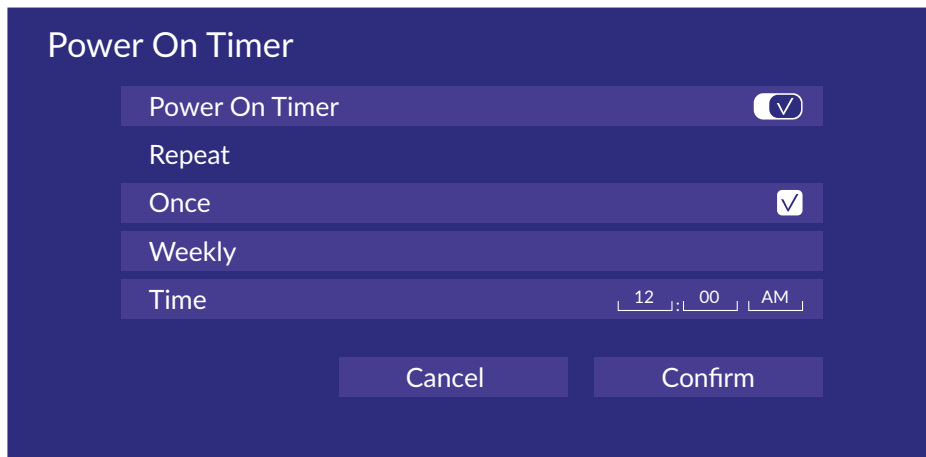 Power On Timer
Power On Timer
Repeat
Once
Weekly
Time 12 : 00 AM
Cancel Confirm